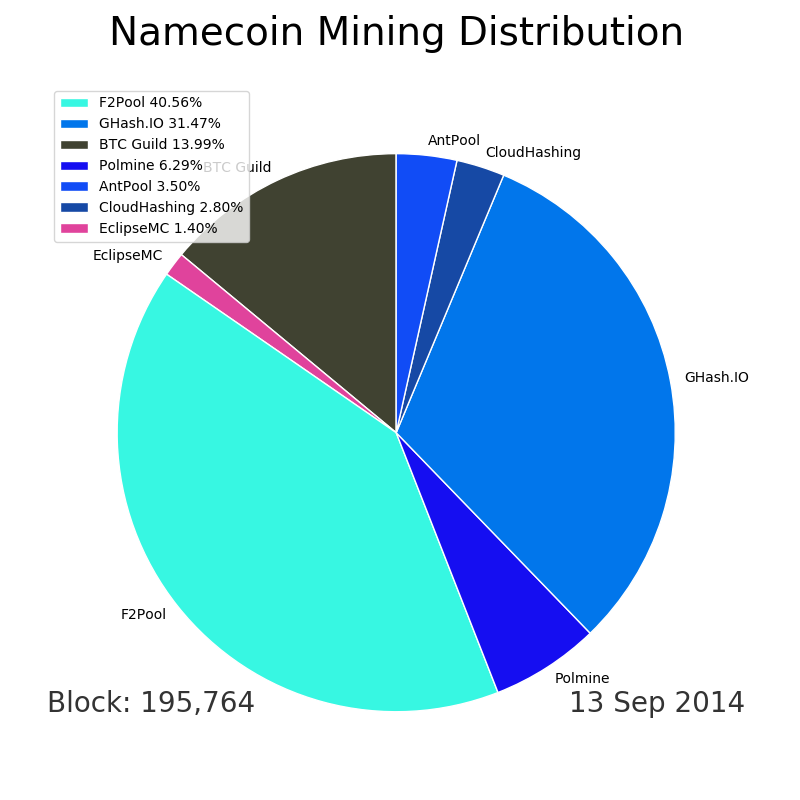 Namecoin Mining Distribution
F2Pool 40.56%
GHash.IO 31.47%
BTC Guild 13.99%
Polmine 6.29%
AntPool 3.50%
CloudHashing 2.80%
EclipseMC 1.40%
AntPool
CloudHashing
BTC Guild
EclipseMC
GHash.IO
F2Pool
Polmine
Block: 195,764
13 Sep 2014